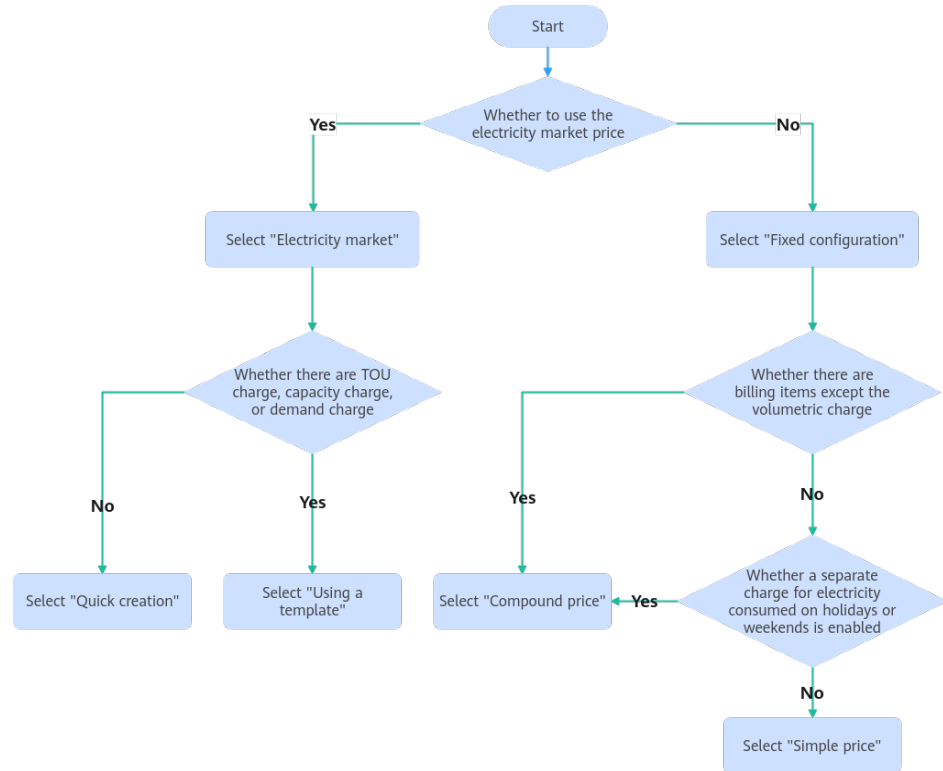 Start
Whether to use the
electricity market price
Yes
No
Select "Electricity market"
Select "Fixed configuration"
Whether there are TOU
charge, capacity charge,
or demand charge
Whether there are
billing items except the
volumetric charge
No
Yes
Yes
No
Select "Quick creation"
Select "Using a
template"
Select "Compound price"
Yes
Whether a separate
charge for electricity
consumed on holidays or
weekends is enabled
No
Select "Simple price"